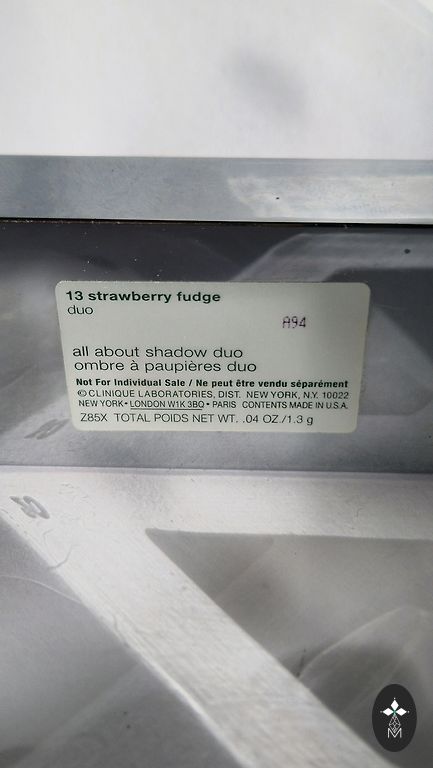 13 strawberry fudge
duo
A94
all about shadow duo
ombre à paupières duo
Not For Individual Sale / Ne peut être vendu séparément
© CLINIQUE LABORATORIES, DIST. NEW YORK, N.Y. 10022
NEW YORK • LONDON W1K 3BQ • PARIS CONTENTS MADE IN U.S.A.
Z85X TOTAL POIDS NET WT. .04 OZ./1.3 g
M